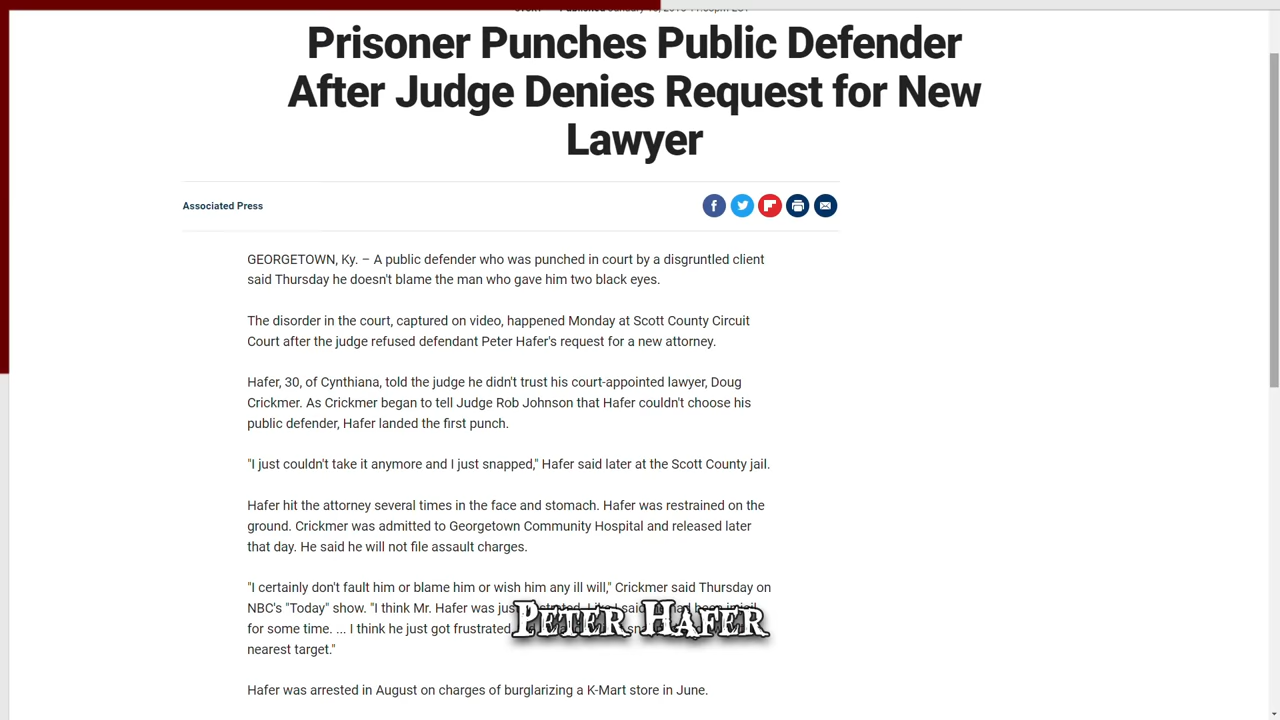 Prisoner Punches Public Defender
After Judge Denies Request for New
Lawyer
Associated Press
GEORGETOWN, Ky. – A public defender who was punched in court by a disgruntled client
said Thursday he doesn't blame the man who gave him two black eyes.
The disorder in the court, captured on video, happened Monday at Scott County Circuit
Court after the judge refused defendant Peter Hafer's request for a new attorney.
Hafer, 30, of Cynthiana, told the judge he didn't trust his court-appointed lawyer, Doug
Crickmer. As Crickmer began to tell Judge Rob Johnson that Hafer couldn't choose his
public defender, Hafer landed the first punch.
"I just couldn't take it anymore and I just snapped," Hafer said later at the Scott County jail.
Hafer hit the attorney several times in the face and stomach. Hafer was restrained on the
ground. Crickmer was admitted to Georgetown Community Hospital and released later
that day. He said he will not file assault charges.
"I certainly don't fault him or blame him or wish him any ill will," Crickmer said Thursday on
NBC's "Today" show. "I think Mr. Hafer was just said
for some time. ... I think he just got frustrated
Peter Hafer
nearest target."
Hafer was arrested in August on charges of burglarizing a K-Mart store in June.